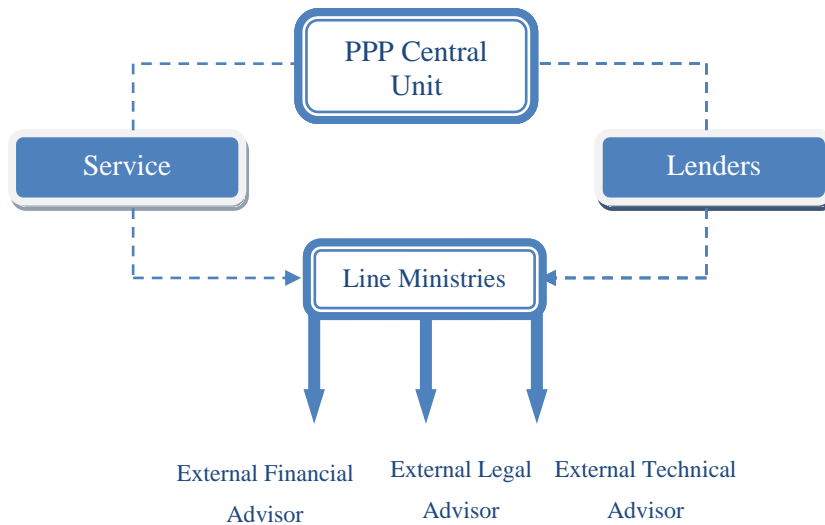 PPP Central
Unit
Service
Lenders
Line Ministries
External Financial
Advisor
External Legal
Advisor
External Technical
Advisor